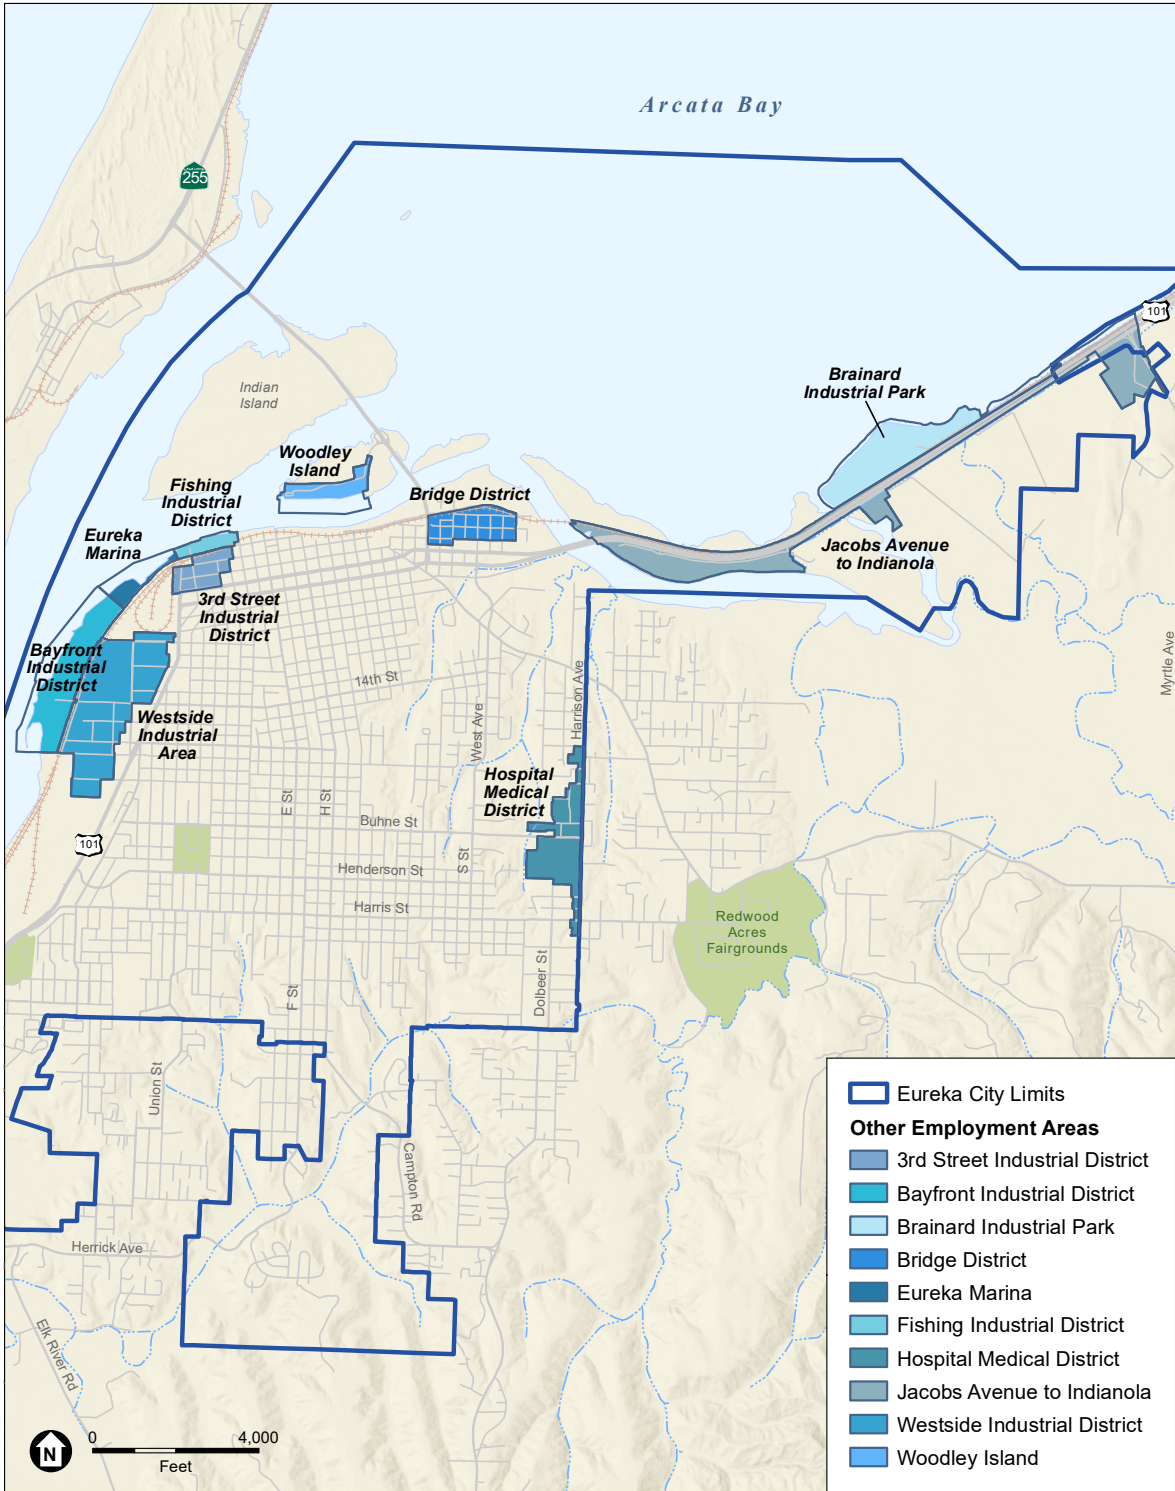 Arcata Bay
255
101
Brainard
Industrial Park
Indian
Island
Woodley
Island
Fishing
Industrial
District
Bridge District
Eureka
Marina
Jacobs Avenue
to Indianola
3rd Street
Industrial
District
Bayfront
Industrial
District
Myrtle Ave
14th St
Harrison Ave
West Ave
Westside
Industrial
Area
Hospital
Medical
District
E St
H St
Buhne St
101
S St
Henderson St
Harris St
Redwood
Acres
Fairgrounds
Dolbeer St
F St
Union St
Campton Rd
Herrick Ave
Elk River Rd
Eureka City Limits
Other Employment Areas
3rd Street Industrial District
Bayfront Industrial District
Brainard Industrial Park
Bridge District
Eureka Marina
Fishing Industrial District
Hospital Medical District
Jacobs Avenue to Indianola
Westside Industrial District
Woodley Island
N
0 4,000
Feet